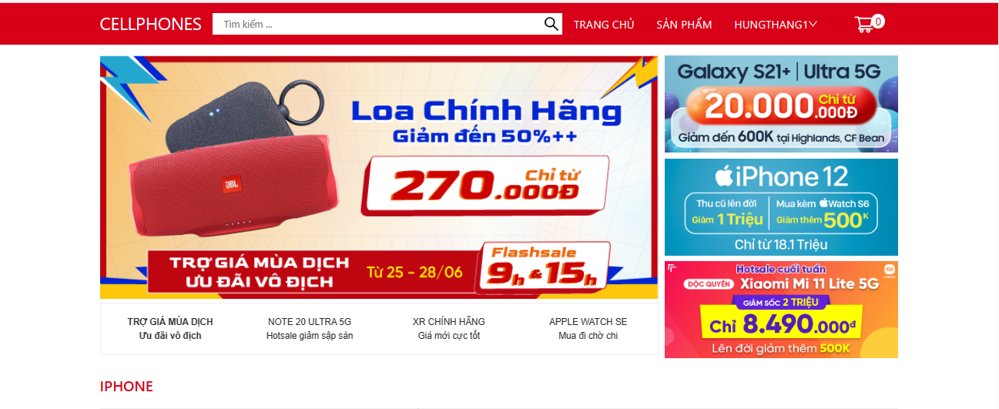 CELLPHONES
Tìm kiếm ...
TRANG CHỦ
SẢN PHẨM
HUNGTHANG1
0
Loa Chính Hãng
Giảm đến 50%++
Chỉ từ
270.000Đ
JBL
TRỢ GIÁ MÙA DỊCH
ƯU ĐÃI VÔ ĐỊCH
Từ 25 - 28/06
Flashsale
9h & 15h
Galaxy S21+ | Ultra 5G
Chỉ từ
20.000.000Đ
Giảm đến 600K tại Highlands, CF Bean
iPhone 12
Thu cũ lên đời
Giảm 1 Triệu
Mua kèm Watch S6
Giảm thêm 500K
Chỉ từ 18.1 Triệu
Hotsale cuối tuần
ĐỘC QUYỀN Xiaomi Mi 11 Lite 5G
GIẢM SỐC 2 TRIỆU
Chỉ 8.490.000đ
Lên đời giảm thêm 500K
TRỢ GIÁ MÙA DỊCH
Ưu đãi vô địch
NOTE 20 ULTRA 5G
Hotsale giảm sập sàn
XR CHÍNH HÃNG
Giá mới cực tốt
APPLE WATCH SE
Mua đi chờ chi
IPHONE